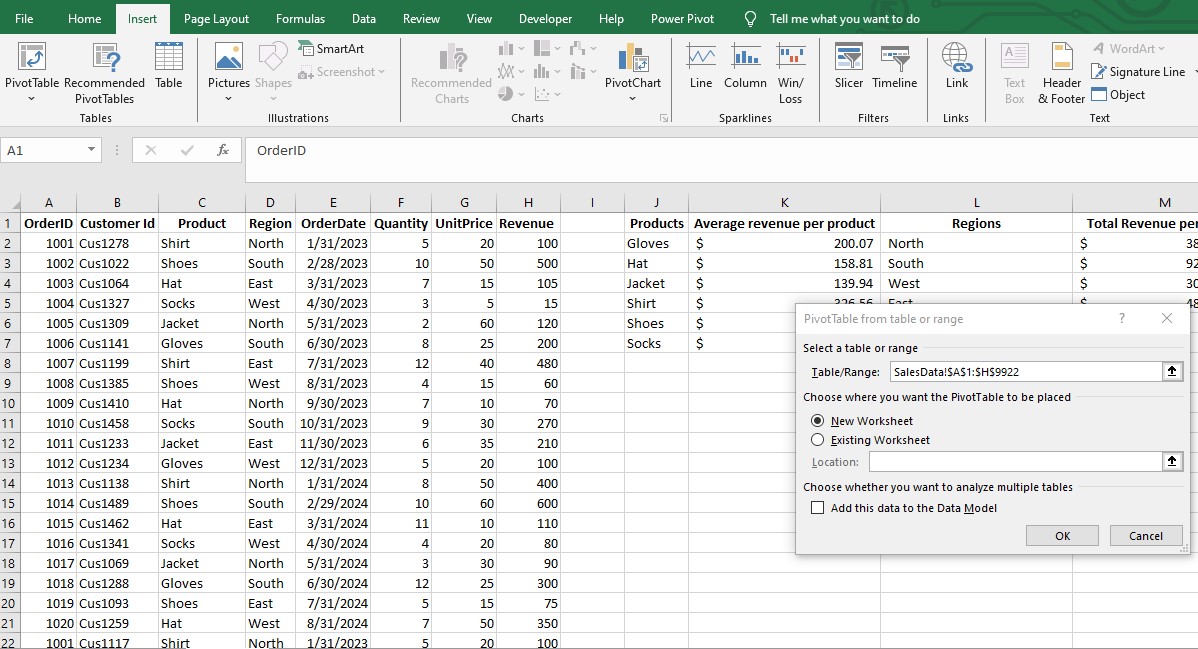 File Home Insert Page Layout Formulas Data Review View Developer Help Power Pivot Tell me what you want to do
PivotTable Recommended PivotTables Table
Tables
Pictures Shapes SmartArt Screenshot
Illustrations
Recommended Charts PivotChart
Charts
Line Column Win/ Loss
Sparklines
Slicer Timeline
Filters
Link
Links
Text Box Header & Footer WordArt Signature Line Object
Text
A1 fx OrderID
A B C D E F G H I J K L M
1 OrderID Customer Id Product Region OrderDate Quantity UnitPrice Revenue Products Average revenue per product Regions Total Revenue per
2 1001 Cus1278 Shirt North 1/31/2023 5 20 100 Gloves $ 200.07 North $ 38
3 1002 Cus1022 Shoes South 2/28/2023 10 50 500 Hat $ 158.81 South $ 92
4 1003 Cus1064 Hat East 3/31/2023 7 15 105 Jacket $ 139.94 West $ 30
5 1004 Cus1327 Socks West 4/30/2023 3 5 15 Shirt $ 326.56 East $ 48
6 1005 Cus1309 Jacket North 5/31/2023 2 60 120 Shoes $
7 1006 Cus1141 Gloves South 6/30/2023 8 25 200 Socks $
8 1007 Cus1199 Shirt East 7/31/2023 12 40 480
9 1008 Cus1385 Shoes West 8/31/2023 4 15 60
10 1009 Cus1410 Hat North 9/30/2023 7 10 70
11 1010 Cus1458 Socks South 10/31/2023 9 30 270
12 1011 Cus1233 Jacket East 11/30/2023 6 35 210
13 1012 Cus1234 Gloves West 12/31/2023 5 20 100
14 1013 Cus1138 Shirt North 1/31/2024 8 50 400
15 1014 Cus1489 Shoes South 2/29/2024 10 60 600
16 1015 Cus1462 Hat East 3/31/2024 11 10 110
17 1016 Cus1341 Socks West 4/30/2024 4 20 80
18 1017 Cus1069 Jacket North 5/31/2024 3 30 90
19 1018 Cus1288 Gloves South 6/30/2024 12 25 300
20 1019 Cus1093 Shoes East 7/31/2024 5 15 75
21 1020 Cus1259 Hat West 8/31/2024 7 50 350
22 1001 Cus1117 Shirt North 1/31/2023 5 20 100
PivotTable from table or range ?
Select a table or range
Table/Range: SalesData!$A$1:$H$9922
Choose where you want the PivotTable to be placed
New Worksheet
Existing Worksheet
Location:
Choose whether you want to analyze multiple tables
Add this data to the Data Model
OK Cancel